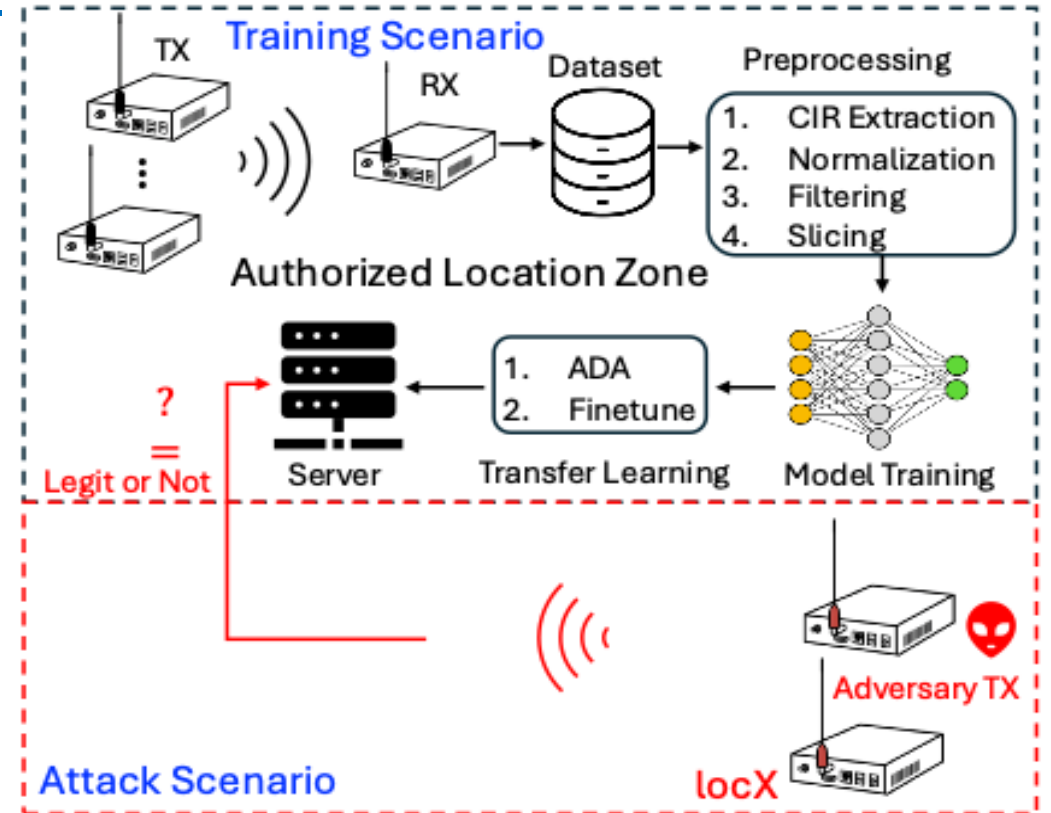 Training Scenario
TX
RX
Dataset
Preprocessing
1. CIR Extraction
2. Normalization
3. Filtering
4. Slicing
Authorized Location Zone
1. ADA
2. Finetune
?
=
Legit or Not
Server
Transfer Learning
Model Training
Adversary TX
locX
Attack Scenario